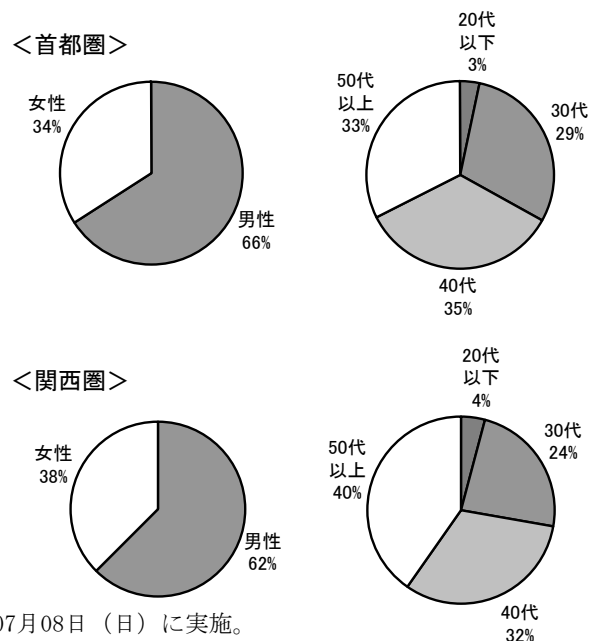 ＜首都圏＞
女性
34%
男性
66%
20代
以下
3%
30代
29%
40代
35%
50代
以上
33%
＜関西圏＞
女性
38%
男性
62%
20代
以下
4%
30代
24%
40代
32%
50代
以上
40%
07月08日（日）に実施。